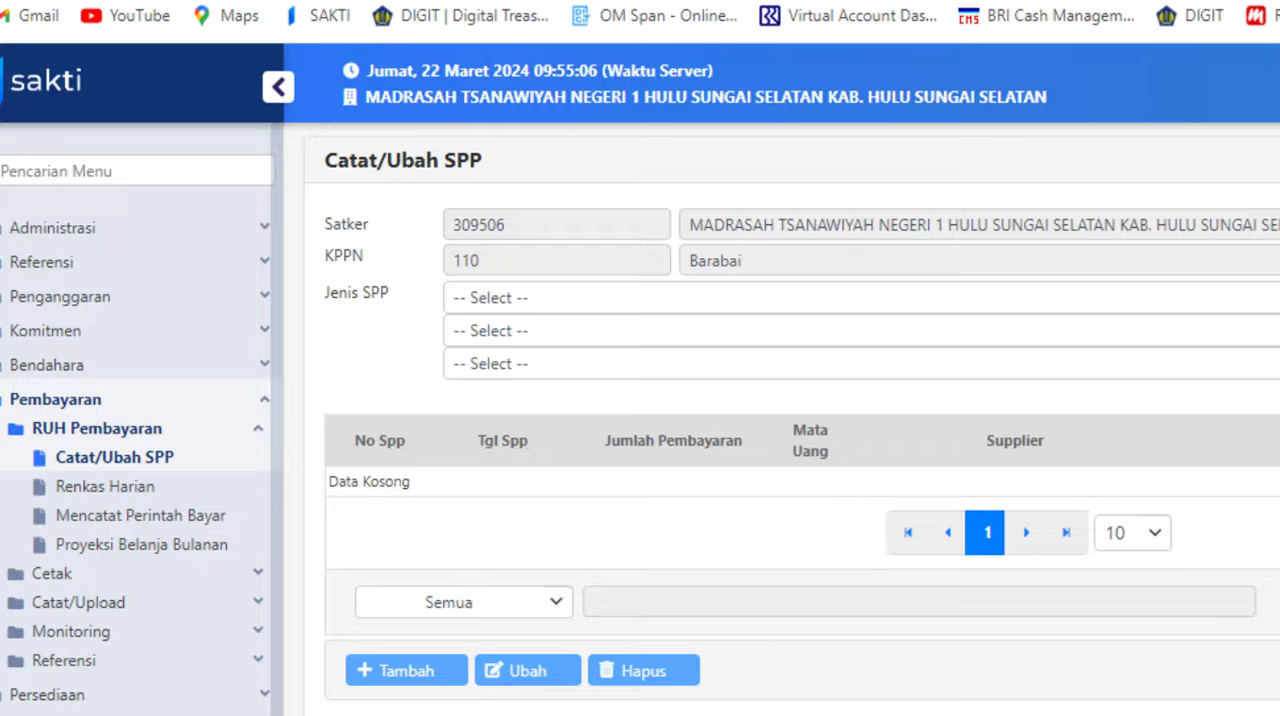 Gmail YouTube Maps SAKTI DIGIT | Digital Treas... OM Span - Online... Virtual Account Das... CMS BRI Cash Managem... DIGIT
sakti
Jumat, 22 Maret 2024 09:55:06 (Waktu Server)
MADRASAH TSANAWIYAH NEGERI 1 HULU SUNGAI SELATAN KAB. HULU SUNGAI SELATAN
Pencarian Menu
Administrasi
Referensi
Penganggaran
Komitmen
Bendahara
Pembayaran
RUH Pembayaran
Catat/Ubah SPP
Renkas Harian
Mencatat Perintah Bayar
Proyeksi Belanja Bulanan
Cetak
Catat/Upload
Monitoring
Referensi
Persediaan
Catat/Ubah SPP
Satker 309506 MADRASAH TSANAWIYAH NEGERI 1 HULU SUNGAI SELATAN KAB. HULU SUNGAI SE
KPPN 110 Barabai
Jenis SPP -- Select --
-- Select --
-- Select --
No Spp Tgl Spp Jumlah Pembayaran Mata Uang Supplier
Data Kosong
1 10
Semua
Tambah Ubah Hapus